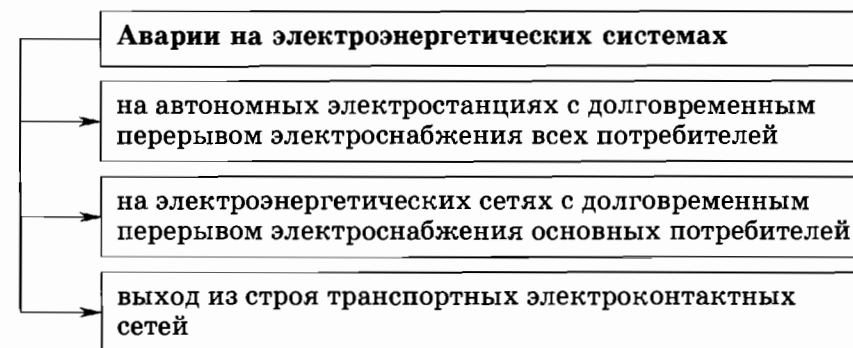 Аварии на электроэнергетических системах
на автономных электростанциях с долговременным
перерывом электроснабжения всех потребителей
на электроэнергетических сетях с долговременным
перерывом электроснабжения основных потребителей
выход из строя транспортных электроконтактных
сетей